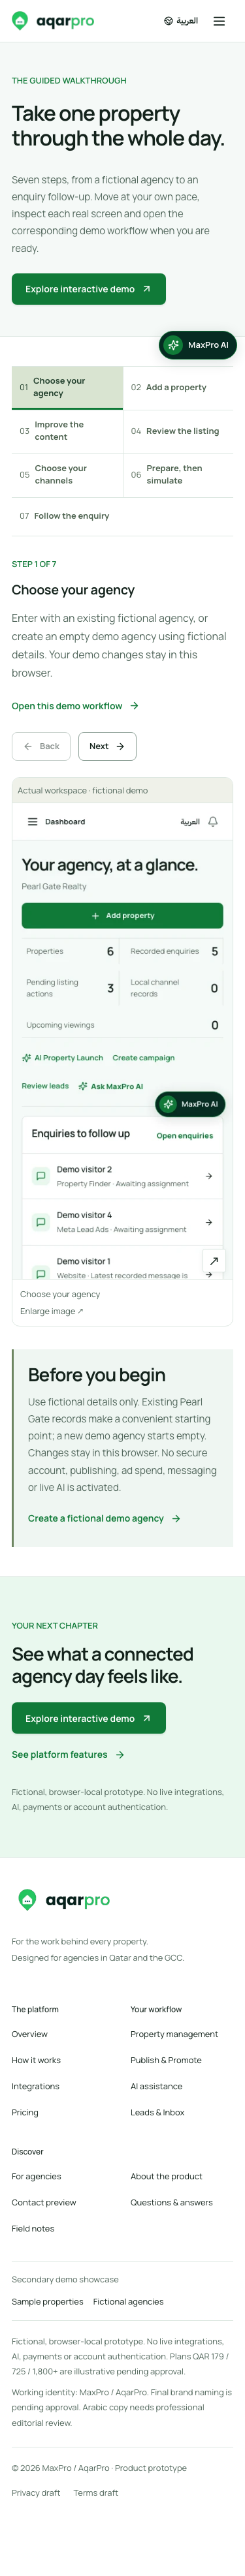 aqarpro
العربية
THE GUIDED WALKTHROUGH
Take one property
through the whole day.
Seven steps, from a fictional agency to an
enquiry follow-up. Move at your own pace,
inspect each real screen and open the
corresponding demo workflow when you are
ready.
Explore interactive demo
MaxPro AI
01 Choose your agency
02 Add a property
03 Improve the content
04 Review the listing
05 Choose your channels
06 Prepare, then simulate
07 Follow the enquiry
STEP 1 OF 7
Choose your agency
Enter with an existing fictional agency, or
create an empty demo agency using fictional
details. Your demo changes stay in this
browser.
Open this demo workflow
Back
Next
Actual workspace · fictional demo
Dashboard
العربية
Your agency, at a glance.
Pearl Gate Realty
Add property
Properties 6
Recorded enquiries 5
Pending listing actions 3
Local channel records 0
Upcoming viewings 0
AI Property Launch Create campaign
Review leads Ask MaxPro AI
MaxPro AI
Enquiries to follow up
Open enquiries
Demo visitor 2
Property Finder · Awaiting assignment
Demo visitor 4
Meta Lead Ads · Awaiting assignment
Demo visitor 1
Website · Latest recorded message is
Choose your agency
Enlarge image ↗
Before you begin
Use fictional details only. Existing Pearl
Gate records make a convenient starting
point; a new demo agency starts empty.
Changes stay in this browser. No secure
account, publishing, ad spend, messaging
or live AI is activated.
Create a fictional demo agency
YOUR NEXT CHAPTER
See what a connected
agency day feels like.
Explore interactive demo
See platform features
Fictional, browser-local prototype. No live integrations,
AI, payments or account authentication.
aqarpro
For the work behind every property.
Designed for agencies in Qatar and the GCC.
The platform
Overview
How it works
Integrations
Pricing
Your workflow
Property management
Publish & Promote
AI assistance
Leads & Inbox
Discover
For agencies
About the product
Contact preview
Questions & answers
Field notes
Secondary demo showcase
Sample properties Fictional agencies
Fictional, browser-local prototype. No live integrations,
AI, payments or account authentication. Plans QAR 179 /
725 / 1,800+ are illustrative pending approval.
Working identity: MaxPro / AqarPro. Final brand naming is
pending approval. Arabic copy needs professional
editorial review.
© 2026 MaxPro / AqarPro · Product prototype
Privacy draft Terms draft